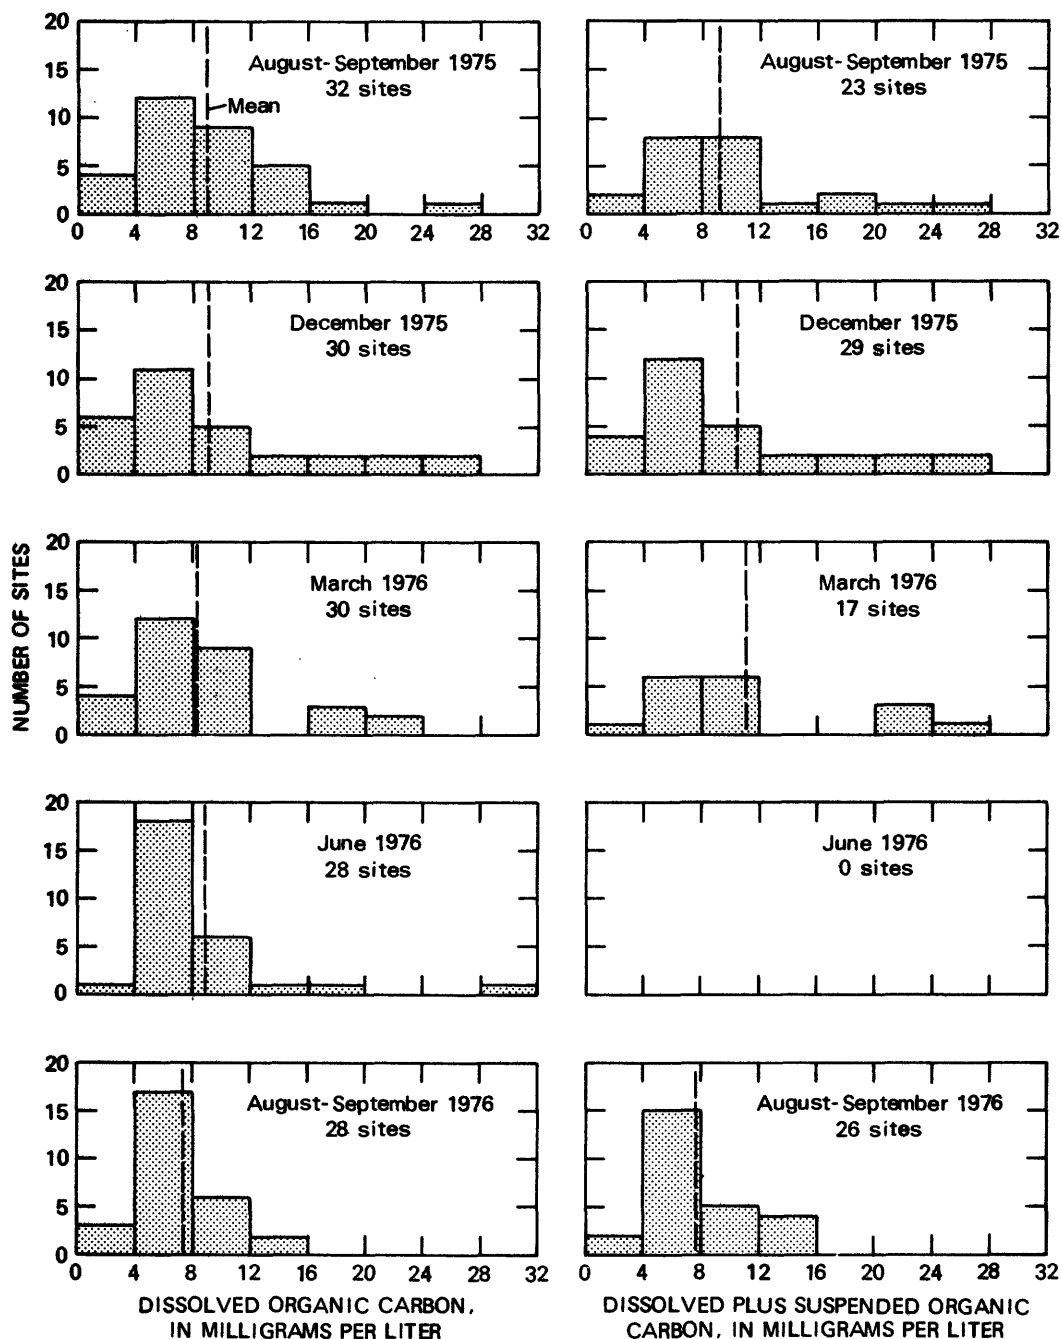 20
15
10
5
0
August-September 1975
32 sites
Mean
0 4 8 12 16 20 24 28 32
August-September 1975
23 sites
0 4 8 12 16 20 24 28 32
20
15
10
5
0
December 1975
30 sites
December 1975
29 sites
NUMBER OF SITES
20
15
10
5
0
March 1976
30 sites
March 1976
17 sites
20
15
10
5
0
June 1976
28 sites
June 1976
0 sites
20
15
10
5
0
August-September 1976
28 sites
0 4 8 12 16 20 24 28 32
DISSOLVED ORGANIC CARBON,
IN MILLIGRAMS PER LITER
August-September 1976
26 sites
0 4 8 12 16 20 24 28 32
DISSOLVED PLUS SUSPENDED ORGANIC
CARBON, IN MILLIGRAMS PER LITER